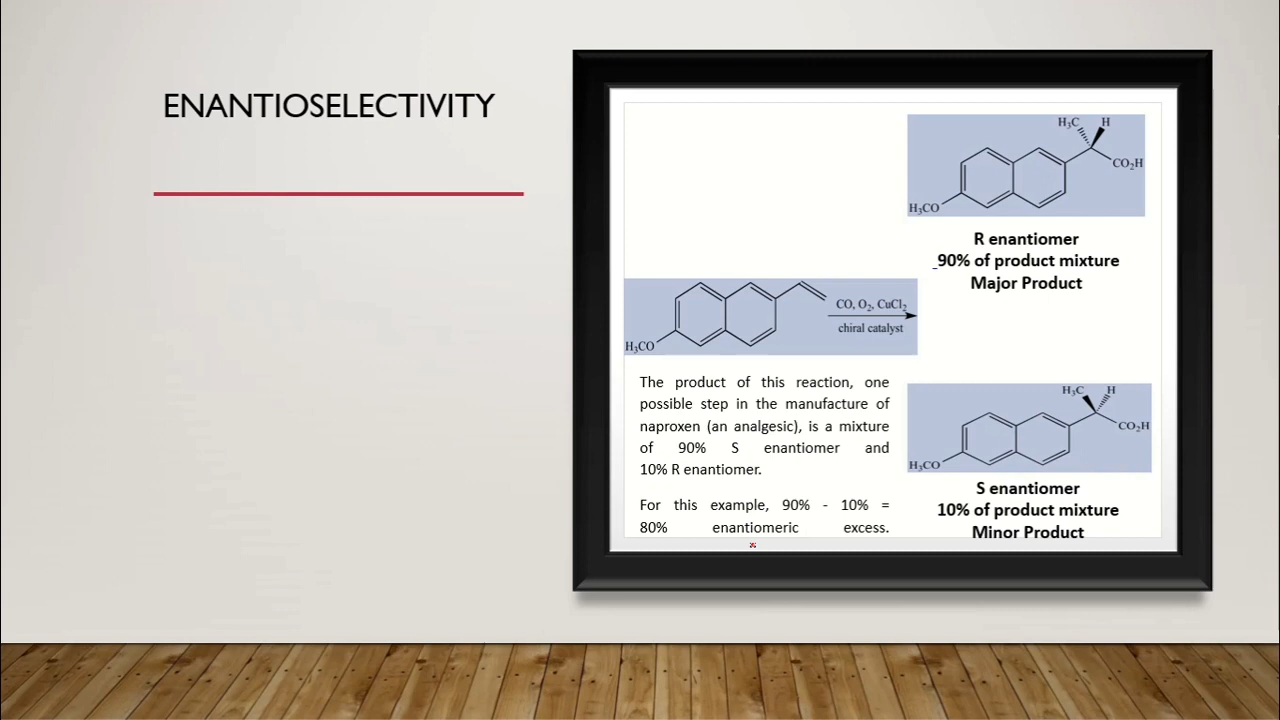 ENANTIOSELECTIVITY
H₃C H
CO₂H
H₃CO
R enantiomer
90% of product mixture
Major Product
CO, O₂, CuCl₂
chiral catalyst
H₃CO
The product of this reaction, one
possible step in the manufacture of
naproxen (an analgesic), is a mixture
of 90% S enantiomer and
10% R enantiomer.
For this example, 90% - 10% =
80% enantiomeric excess.
H₃C H
CO₂H
H₃CO
S enantiomer
10% of product mixture
Minor Product